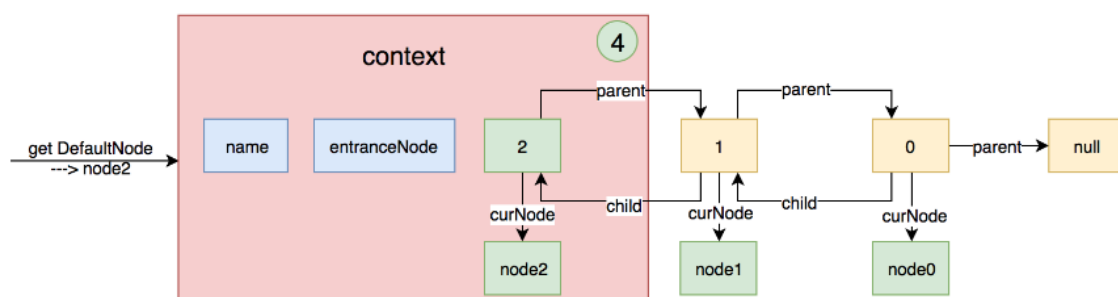 4
context
parent
parent
get DefaultNode
---> node2
name
entranceNode
2
1
0
parent
null
child
child
curNode
curNode
curNode
node2
node1
node0